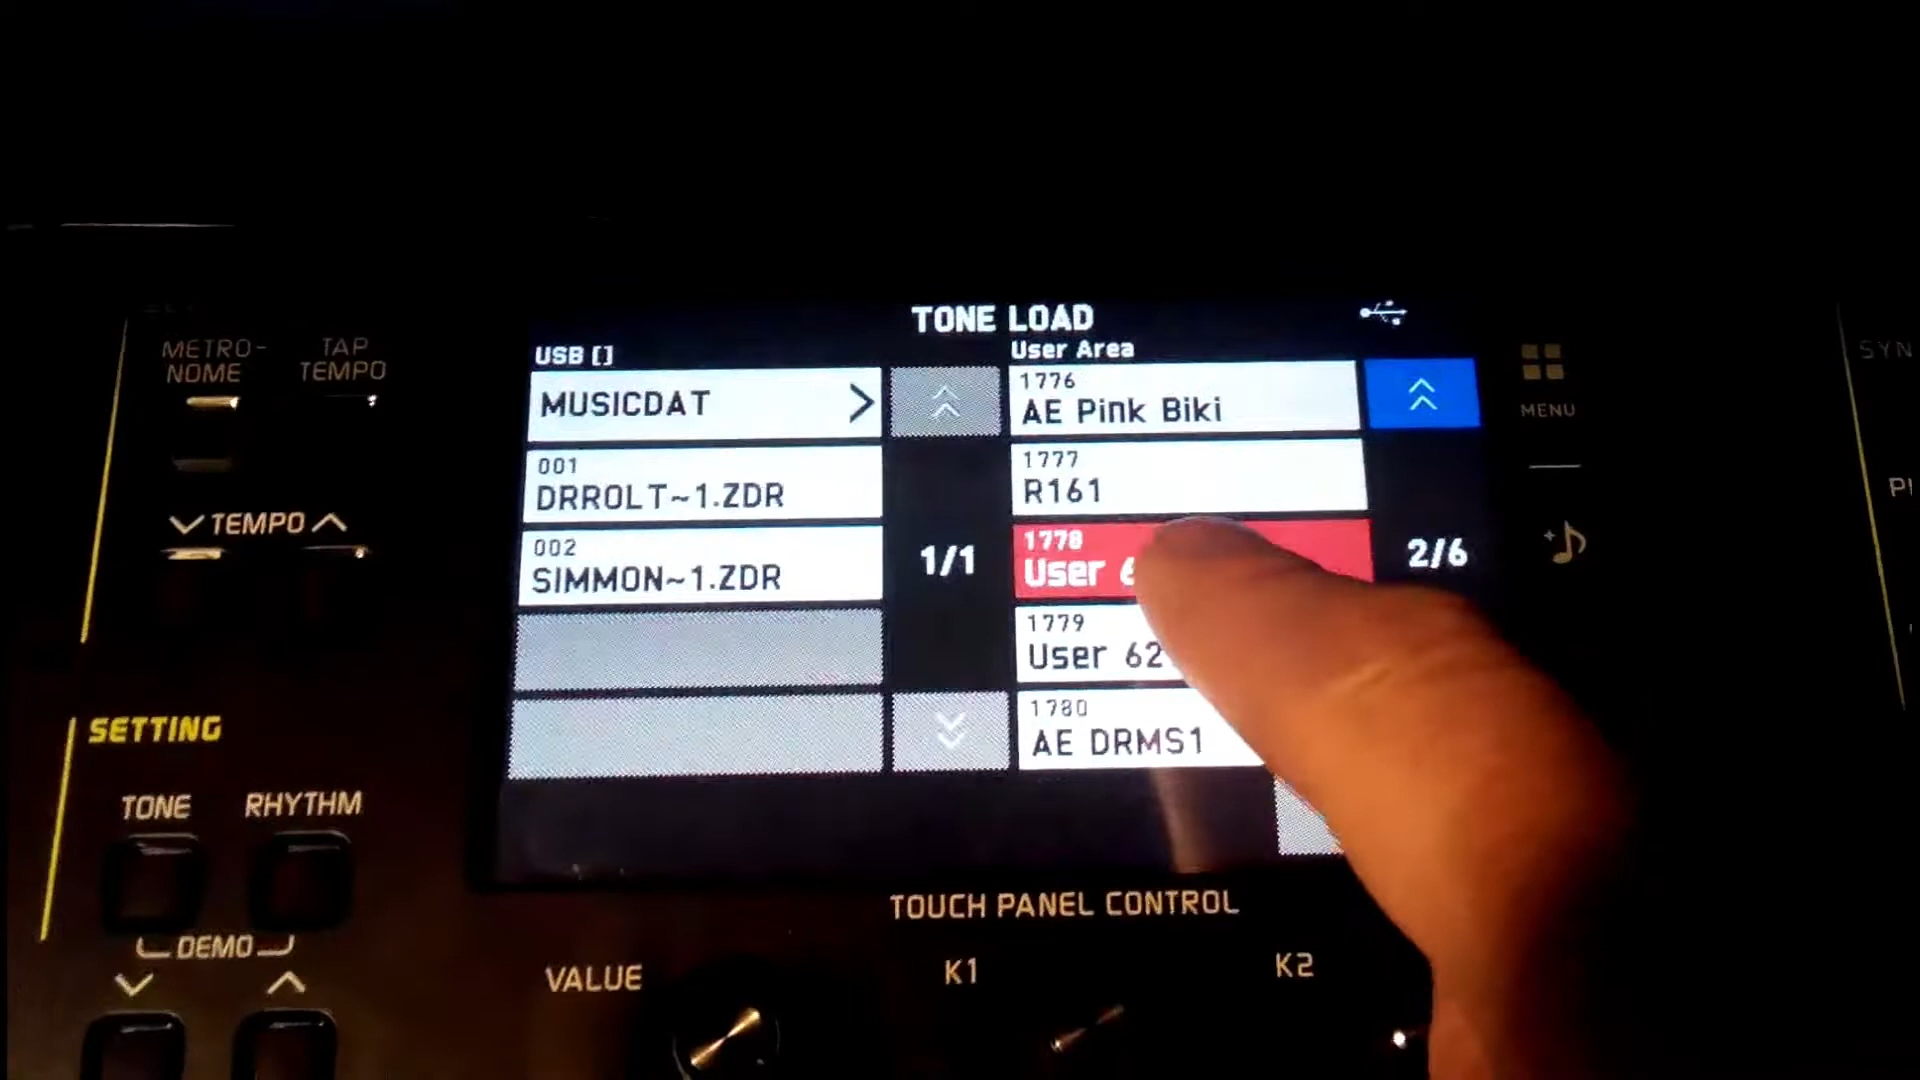 TONE LOAD
USB []
User Area
MUSICDAT
1776
AE Pink Biki
001
DRROLT~1.ZDR
1777
R161
002
SIMMON~1.ZDR
1/1
1778
User
2/6
1779
User 62
1780
AE DRMS1
METRO-
NOME
TAP
TEMPO
TEMPO
SETTING
TONE
RHYTHM
DEMO
MENU
SYN
TOUCH PANEL CONTROL
VALUE
K1
K2